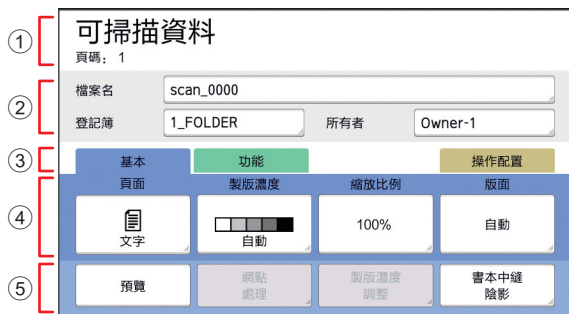 ① 可掃描資料
頁碼：1
② 檔案名 scan_0000
登記簿 1_FOLDER 所有者 Owner-1
③ 基本 功能 操作配置
④ 頁面 製版濃度 縮放比例 版面
文字 自動 100% 自動
⑤ 預覽 網點
處理 製版濃度
調整 書本中縫
陰影